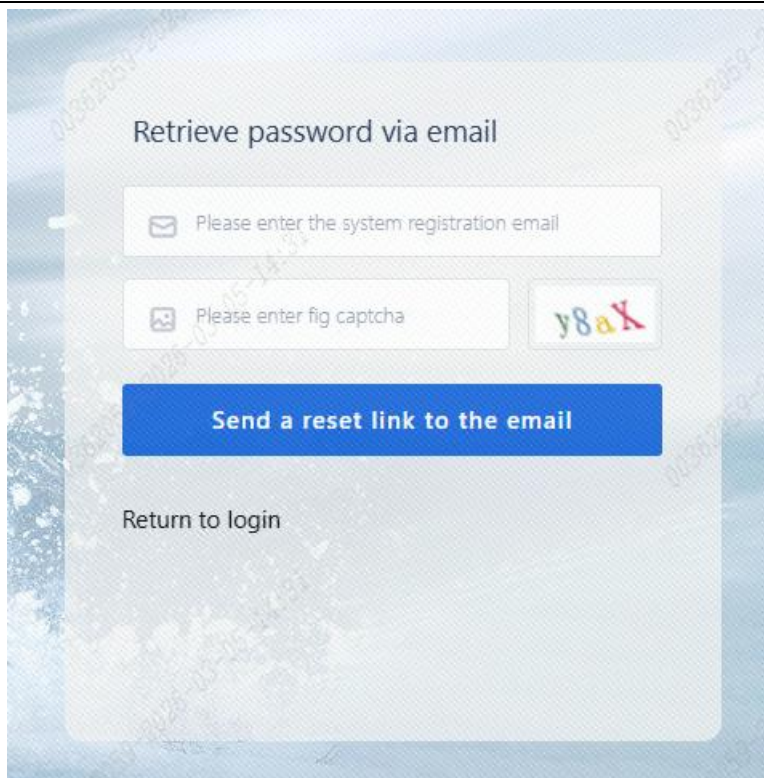 Retrieve password via email
Please enter the system registration email
Please enter fig captcha
y8aX
Send a reset link to the email
Return to login